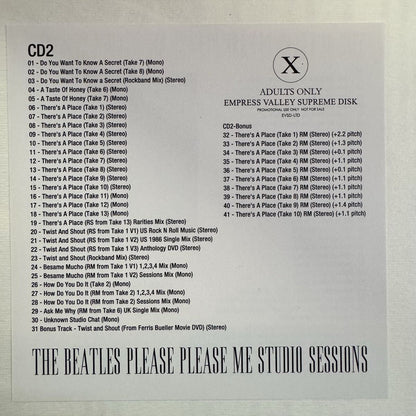 CD2
01 - Do You Want To Know A Secret (Take 7) (Mono)
02 - Do You Want To Know A Secret (Take 8) (Mono)
03 - Do You Want To Know a secret (Rockband Mix) (Stereo)
04 - A Taste Of Honey (Take 6) (Mono)
05 - A Taste Of Honey (Take 7) (Mono)
06 - There's A Place (Take 1) (Stereo)
07 - There's A Place (Take 2) (Stereo)
08 - There's A Place (Take 3) (Stereo)
09 - There's A Place (Take 4) (Stereo)
10 - There's A Place (Take 5) (Stereo)
11 - There's A Place (Take 6) (Stereo)
12 - There's A Place (Take 7) (Stereo)
13 - There's A Place (Take 8) (Stereo)
14 - There's A Place (Take 9) (Stereo)
15 - There's A Place (Take 10) (Stereo)
16 - There's A Place (Take 11) (Mono)
17 - There's A Place (Take 12) (Mono)
18 - There's A Place (Take 13) (Mono)
19 - There's A Place (RS from Take 13) Rarities Mix (Stereo)
20 - Twist And Shout (RS from Take 1 V1) US Rock N Roll Music (Stereo)
21 - Twist And Shout (RS from Take 1 V2) US 1986 Single Mix (Stereo)
22 - Twist And Shout (RS from Take 1 V3) Anthology DVD (Stereo)
23 - Twist and Shout (Rockband Mix) (Stereo)
24 - Besame Mucho (RM from Take 1 V1) 1,2,3,4 Mix (Mono)
25 - Besame Mucho (RM from Take 1 V2) Sessions Mix (Mono)
26 - How Do You Do It (Take 2) (Mono)
27 - How Do You Do It (RM from Take 2) 1,2,3,4 Mix (Mono)
28 - How Do You Do It (RM from Take 2) Sessions Mix (Mono)
29 - Ask Me Why (RM from Take 6) UK Single Mix (Mono)
30 - Unknown Studio Chat (Mono)
31 Bonus Track - Twist and Shout (From Ferris Bueller Movie DVD) (Stereo)
X
ADULTS ONLY
EMPRESS VALLEY SUPREME DISK
PROMOTIONAL USE ONLY NOT FOR SALE
EVSD-LTD
CD2-Bonus
32 - There's A Place (Take 1) RM (Stereo) (+2.2 pitch)
33 - There's A Place (Take 2) RM (Stereo) (+1.3 pitch)
34 - There's A Place (Take 3) RM (Stereo) (+0.1 pitch)
35 - There's A Place (Take 4) RM (Stereo) (+1.1 pitch)
36 - There's A Place (Take 5) RM (Stereo) (+0.1 pitch)
37 - There's A Place (Take 6) RM (Stereo) (+1.1 pitch)
38 - There's A Place (Take 7) RM (Stereo) (+1.1 pitch)
39 - There's A Place (Take 8) RM (Stereo) (+1.1 pitch)
40 - There's A Place (Take 9) RM (Stereo) (+1.4 pitch)
41 - There's A Place (Take 10) RM (Stereo) (+1.1 pitch)
THE BEATLES PLEASE PLEASE ME STUDIO SESSIONS